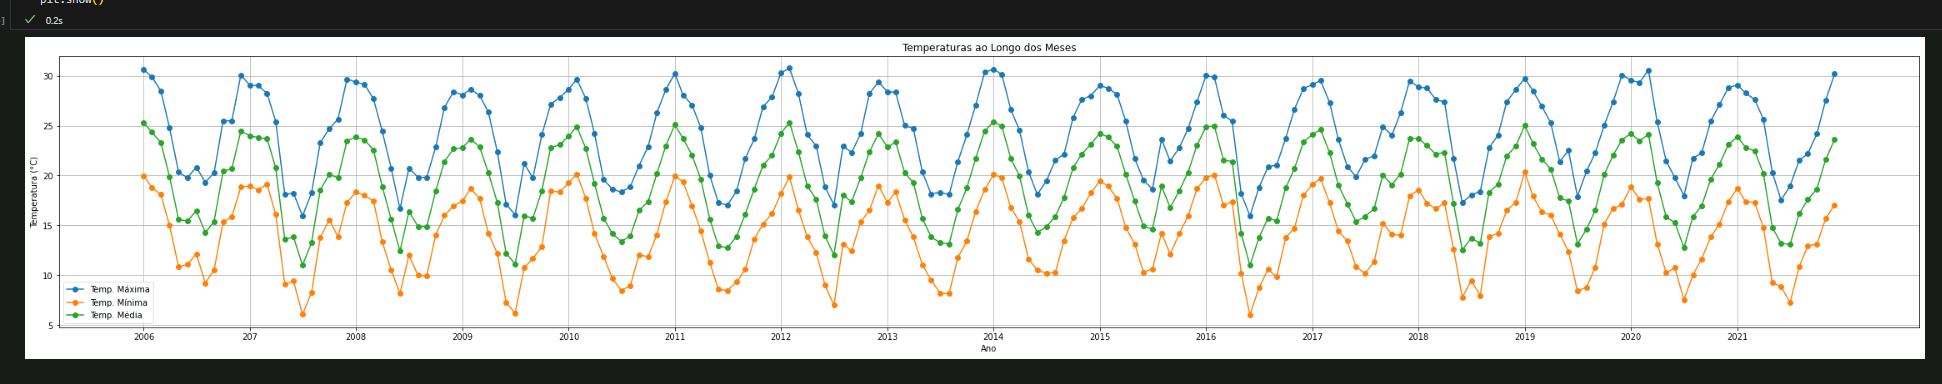 plt.show()
0.2s
Temperaturas ao Longo dos Meses
30
25
20
15
10
5
Temperatura (°C)
Temp. Máxima
Temp. Mínima
Temp. Média
2006 207 2008 2009 2010 2011 2012 2013 2014 2015 2016 2017 2018 2019 2020 2021
Ano